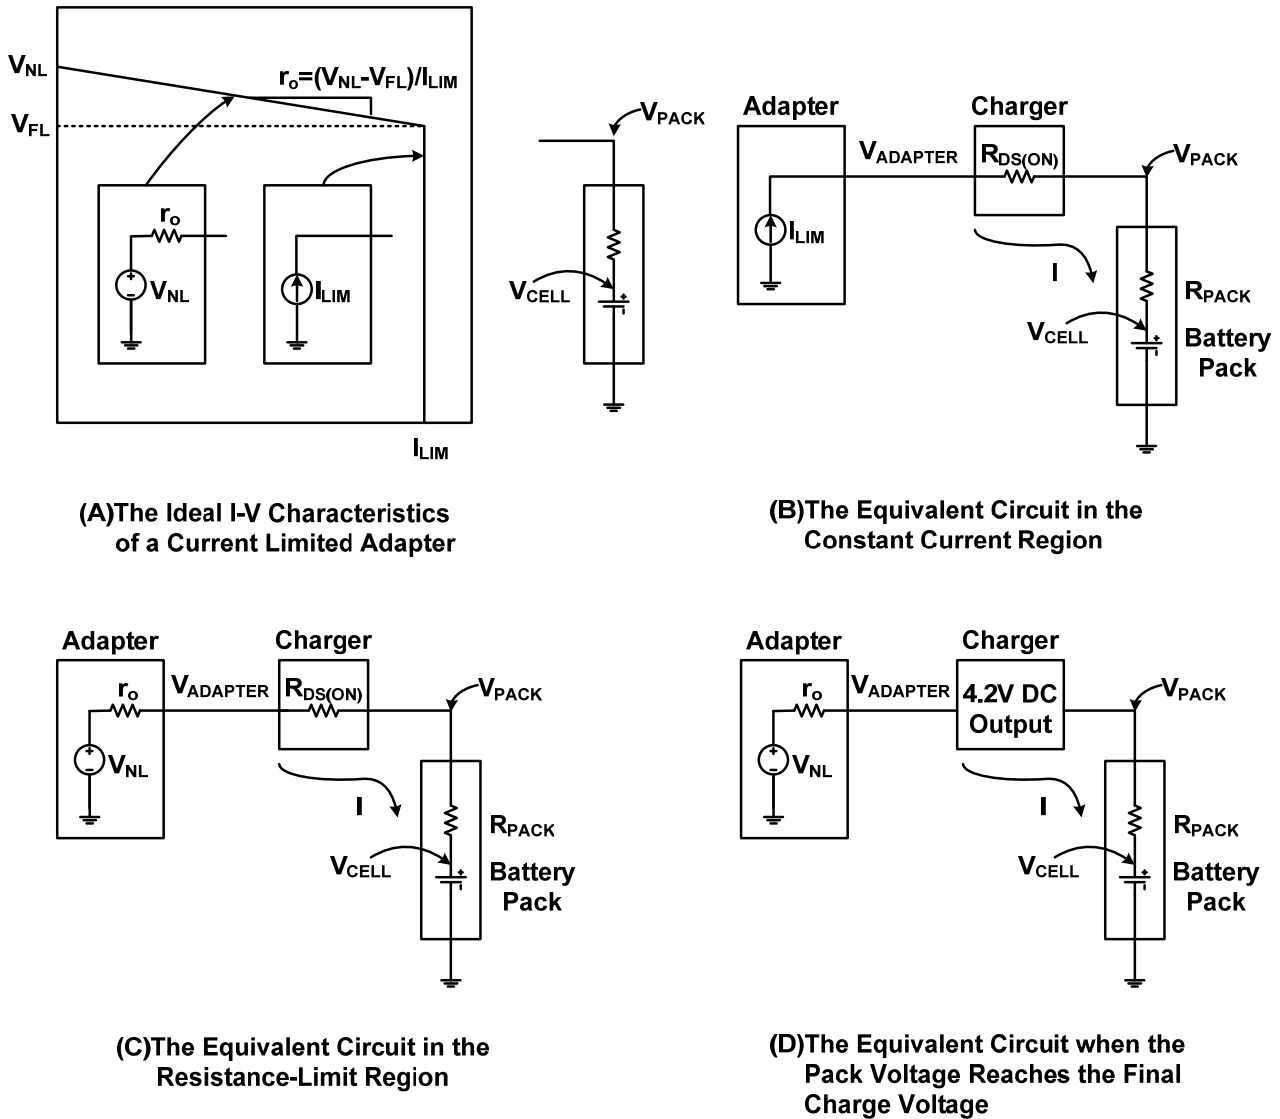 VNL
ro=(VNL-VFL)/ILIM
VFL
ro
VNL
ILIM
ILIM
VPACK
VCELL
(A)The Ideal I-V Characteristics
of a Current Limited Adapter
Adapter
Charger
VADAPTER
RDS(ON)
VPACK
ILIM
I
RPACK
VCELL
Battery
Pack
(B)The Equivalent Circuit in the
Constant Current Region
Adapter
Charger
ro
VADAPTER
RDS(ON)
VPACK
VNL
I
RPACK
VCELL
Battery
Pack
(C)The Equivalent Circuit in the
Resistance-Limit Region
Adapter
Charger
ro
VADAPTER
4.2V DC
Output
VPACK
VNL
I
RPACK
VCELL
Battery
Pack
(D)The Equivalent Circuit when the
Pack Voltage Reaches the Final
Charge Voltage